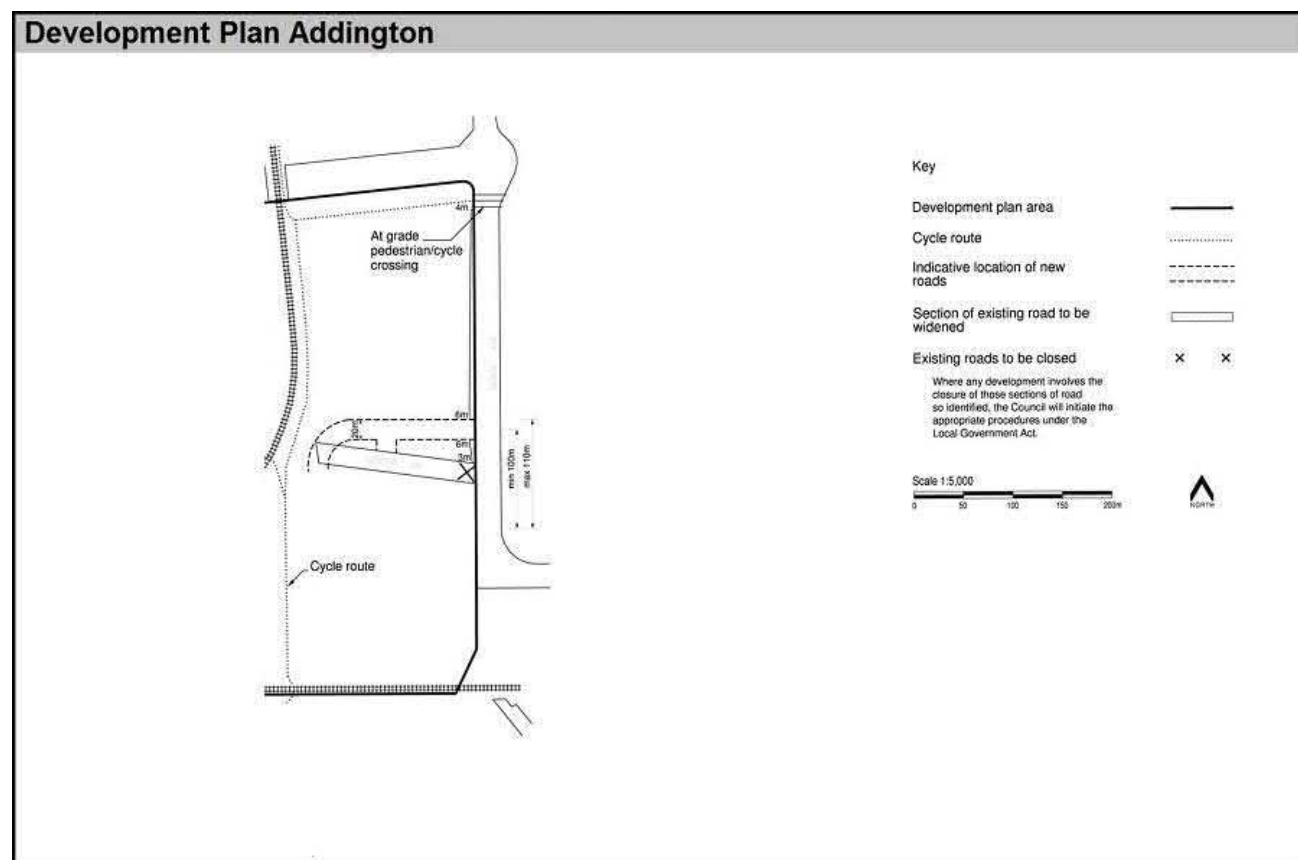 Development Plan Addington
4m
At grade
pedestrian/cycle
crossing
6m
20m
6m
3m
min 100m
max 110m
Cycle route
Key
Development plan area
Cycle route
Indicative location of new
roads
Section of existing road to be
widened
Existing roads to be closed
Where any development involves the
closure of those sections of road
so identified, the Council will initiate the
appropriate procedures under the
Local Government Act.
Scale 1:5,000
0 50 100 150 200m
NORTH